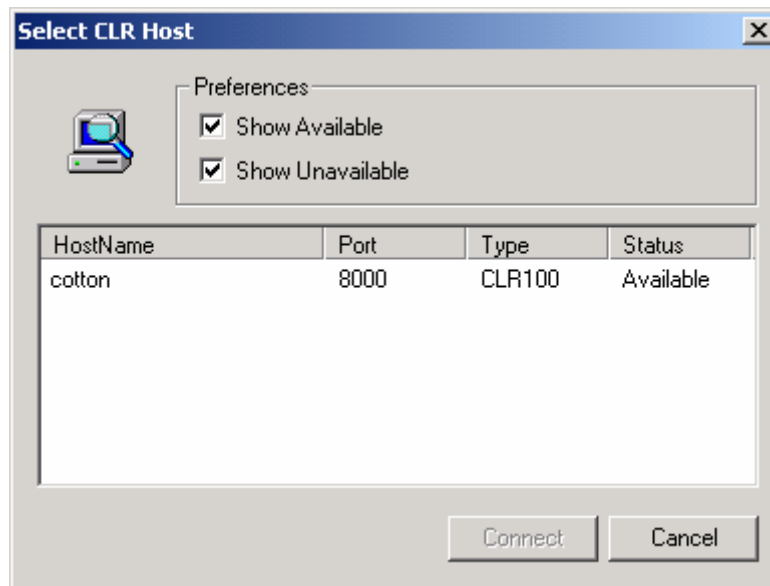 Select CLR Host
Preferences
Show Available
Show Unavailable
HostName Port Type Status
cotton 8000 CLR100 Available
Connect Cancel